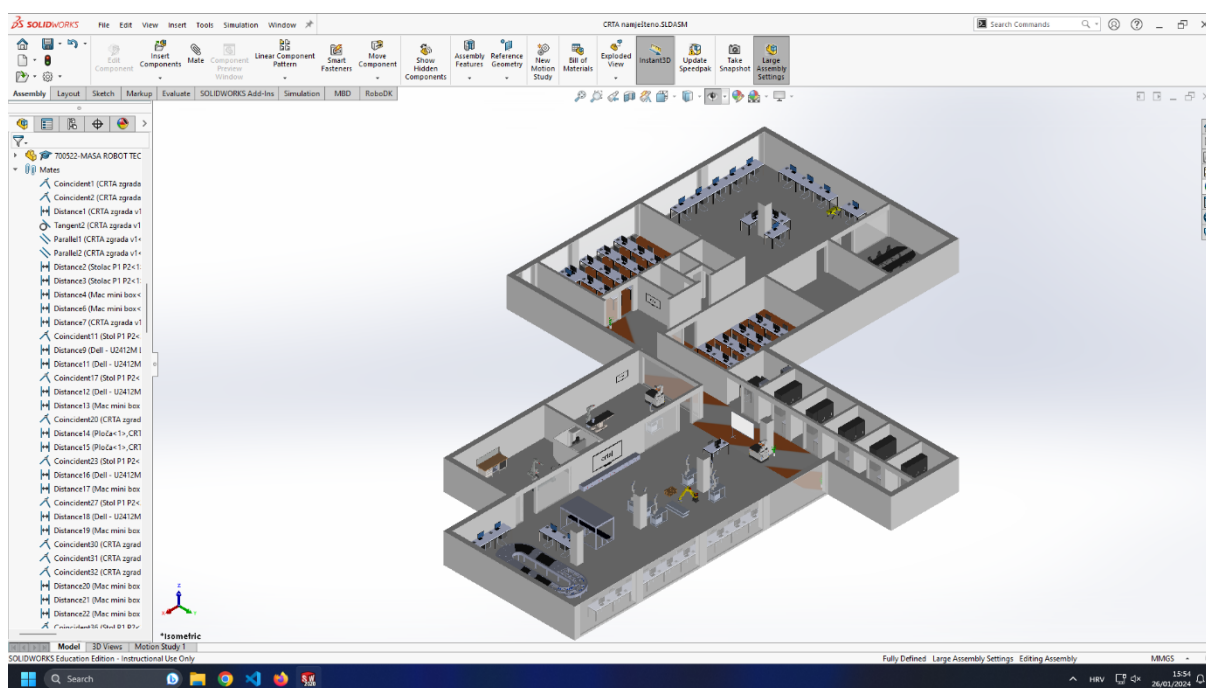 SOLIDWORKS File Edit View Insert Tools Simulation Window CRTA namješteno.SLDASM Search Commands
Edit Component
Insert Components
Mate
Component Preview Window
Linear Component Pattern
Smart Fasteners
Move Component
Show Hidden Components
Assembly Features
Reference Geometry
New Motion Study
Bill of Materials
Exploded View
Instant3D
Update Speedpak
Take Snapshot
Large Assembly Settings
Assembly Layout Sketch Markup Evaluate SOLIDWORKS Add-Ins Simulation MBD RoboDK
700522-MASA ROBOT TEC
Mates
Coincident1 (CRTA zgrada
Coincident2 (CRTA zgrada
Distance1 (CRTA zgrada v1
Tangent2 (CRTA zgrada v1
Parallel1 (CRTA zgrada v1<
Parallel2 (CRTA zgrada v1<
Distance2 (Stolac P1 P2<1
Distance3 (Stolac P1 P2<1
Distance4 (Mac mini box<
Distance6 (Mac mini box<
Distance7 (CRTA zgrada v1
Coincident11 (Stol P1 P2<
Distance9 (Dell - U2412M
Distance11 (Dell - U2412M
Coincident17 (Stol P1 P2<
Distance12 (Dell - U2412M
Distance13 (Mac mini box
Coincident20 (CRTA zgrad
Distance14 (Ploča<1>,CRT
Distance15 (Ploča<1>,CRT
Coincident23 (Stol P1 P2<
Distance16 (Dell - U2412M
Distance17 (Mac mini box
Coincident27 (Stol P1 P2<
Distance18 (Dell - U2412M
Distance19 (Mac mini box
Coincident30 (CRTA zgrad
Coincident31 (CRTA zgrad
Coincident32 (CRTA zgrad
Distance20 (Mac mini box
Distance21 (Mac mini box
Distance22 (Mac mini box
Coincident36 (Stol P1 P2<
crta
*Isometric
Model 3D Views Motion Study 1
SOLIDWORKS Education Edition - Instructional Use Only Fully Defined Large Assembly Settings Editing Assembly MMGS
Search HRV 15:54
26/01/2024